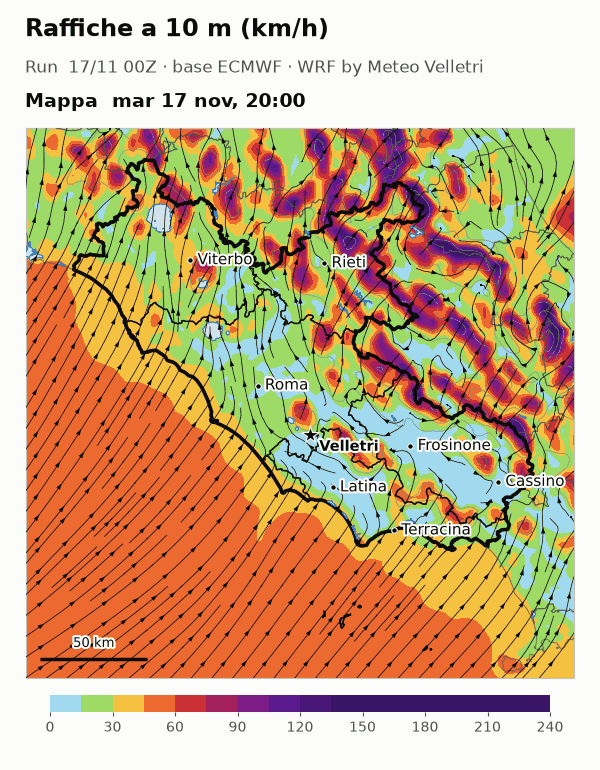 Raffiche a 10 m (km/h)
Run  17/11 00Z · base ECMWF · WRF by Meteo Velletri
Mappa  mar 17 nov, 20:00
Viterbo
Rieti
Roma
Velletri
Frosinone
Latina
Cassino
Terracina
50 km
0 30 60 90 120 150 180 210 240